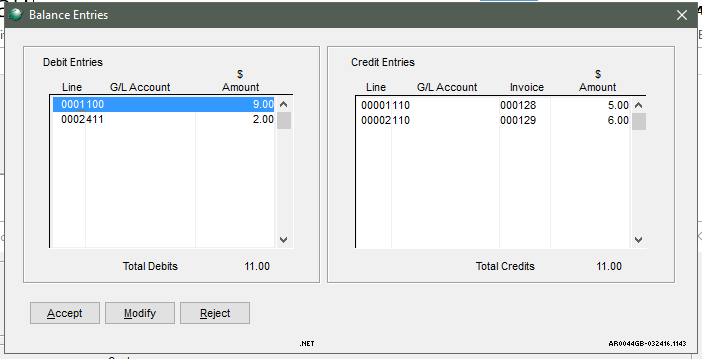 Balance Entries
Debit Entries
$
Line G/L Account Amount
0001 100 9.00
0002 411 2.00
Total Debits 11.00
Credit Entries
$
Line G/L Account Invoice Amount
00001 110 000128 5.00
00002 110 000129 6.00
Total Credits 11.00
Accept Modify Reject
.NET AR0044GB-032416.1143